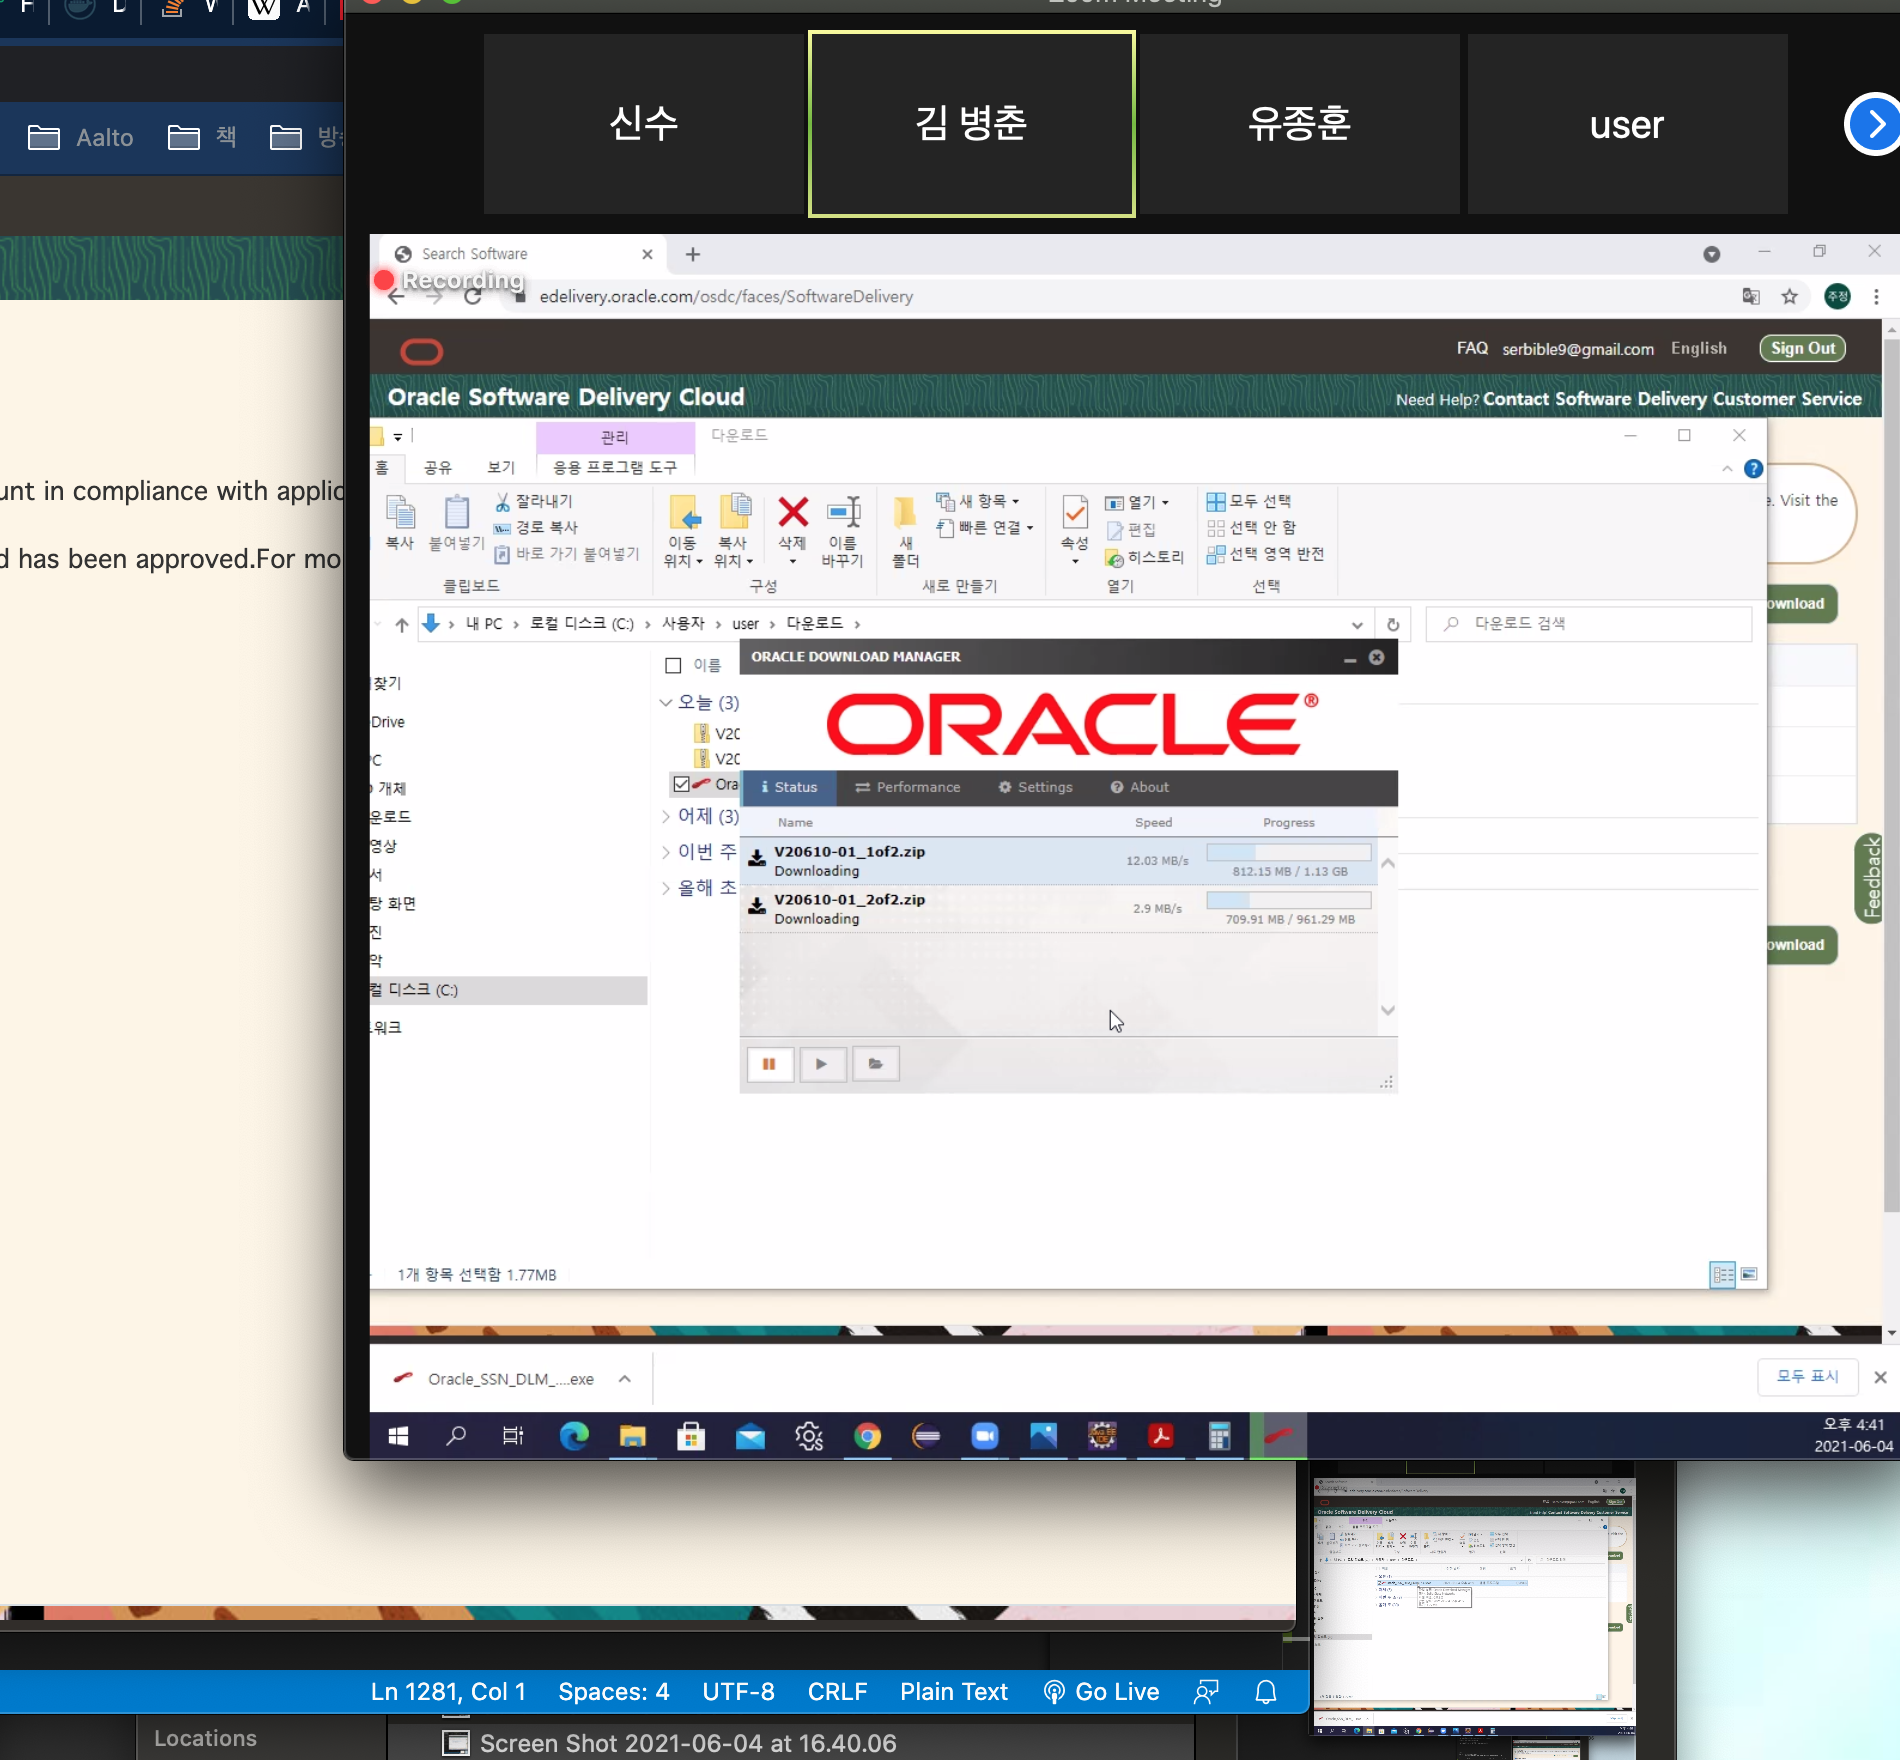 Aalto
책
unt in compliance with applic
d has been approved.For mo
Zoom Meeting
신수
김 병춘
유종훈
user
Search Software
Recording
edelivery.oracle.com/osdc/faces/SoftwareDelivery
주정
FAQ serbible9@gmail.com English Sign Out
Oracle Software Delivery Cloud
Need Help? Contact Software Delivery Customer Service
관리 다운로드
홈 공유 보기 응용 프로그램 도구
e. Visit the
잘라내기
경로 복사
바로 가기 붙여넣기
복사 붙여넣기
클립보드
이동 위치
복사 위치
삭제
이름 바꾸기
구성
새 폴더
새 항목
빠른 연결
새로 만들기
속성
열기
편집
히스토리
열기
모두 선택
선택 안 함
선택 영역 반전
선택
ownload
내 PC › 로컬 디스크 (C:) › 사용자 › user › 다운로드 ›
다운로드 검색
이름
오늘 (3)
V20
V20
Ora
어제 (3)
이번 주
올해 초
찾기
Drive
PC
개체
운로드
영상
서
탕 화면
진
악
컬 디스크 (C:)
워크
ORACLE DOWNLOAD MANAGER
ORACLE®
Status Performance Settings About
Name Speed Progress
V20610-01_1of2.zip
Downloading
12.03 MB/s
812.15 MB / 1.13 GB
V20610-01_2of2.zip
Downloading
2.9 MB/s
709.91 MB / 961.29 MB
Feedback
ownload
1개 항목 선택함 1.77MB
Oracle_SSN_DLM_....exe
모두 표시
오후 4:41
2021-06-04
Ln 1281, Col 1 Spaces: 4 UTF-8 CRLF Plain Text Go Live
Locations
Screen Shot 2021-06-04 at 16.40.06